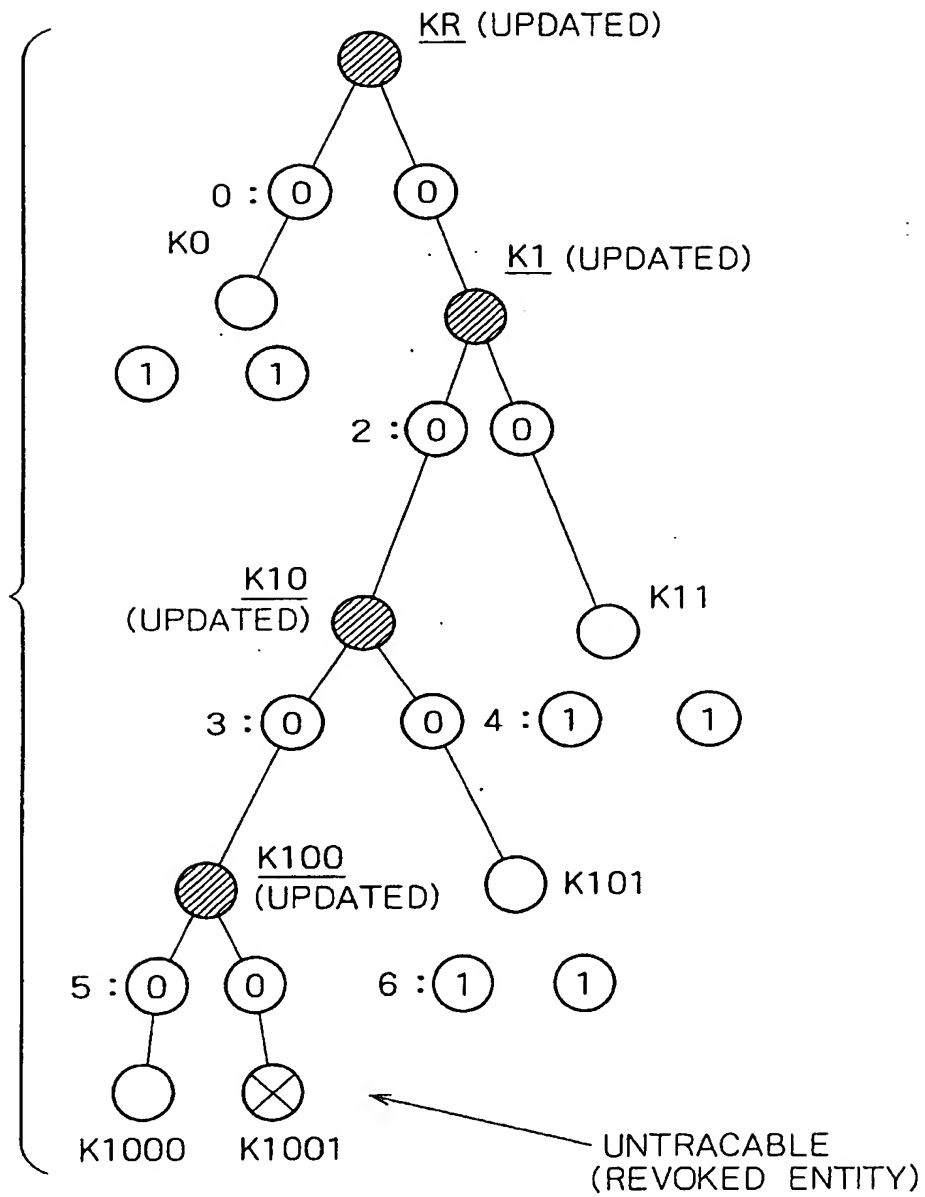 KR (UPDATED)
0 : 0 0
K0
K1 (UPDATED)
1 1
2 : 0 0
K10
(UPDATED)
K11
3 : 0 0 4 : 1 1
K100
(UPDATED)
K101
5 : 0 0 6 : 1 1
K1000 K1001
UNTRACABLE
(REVOKED ENTITY)